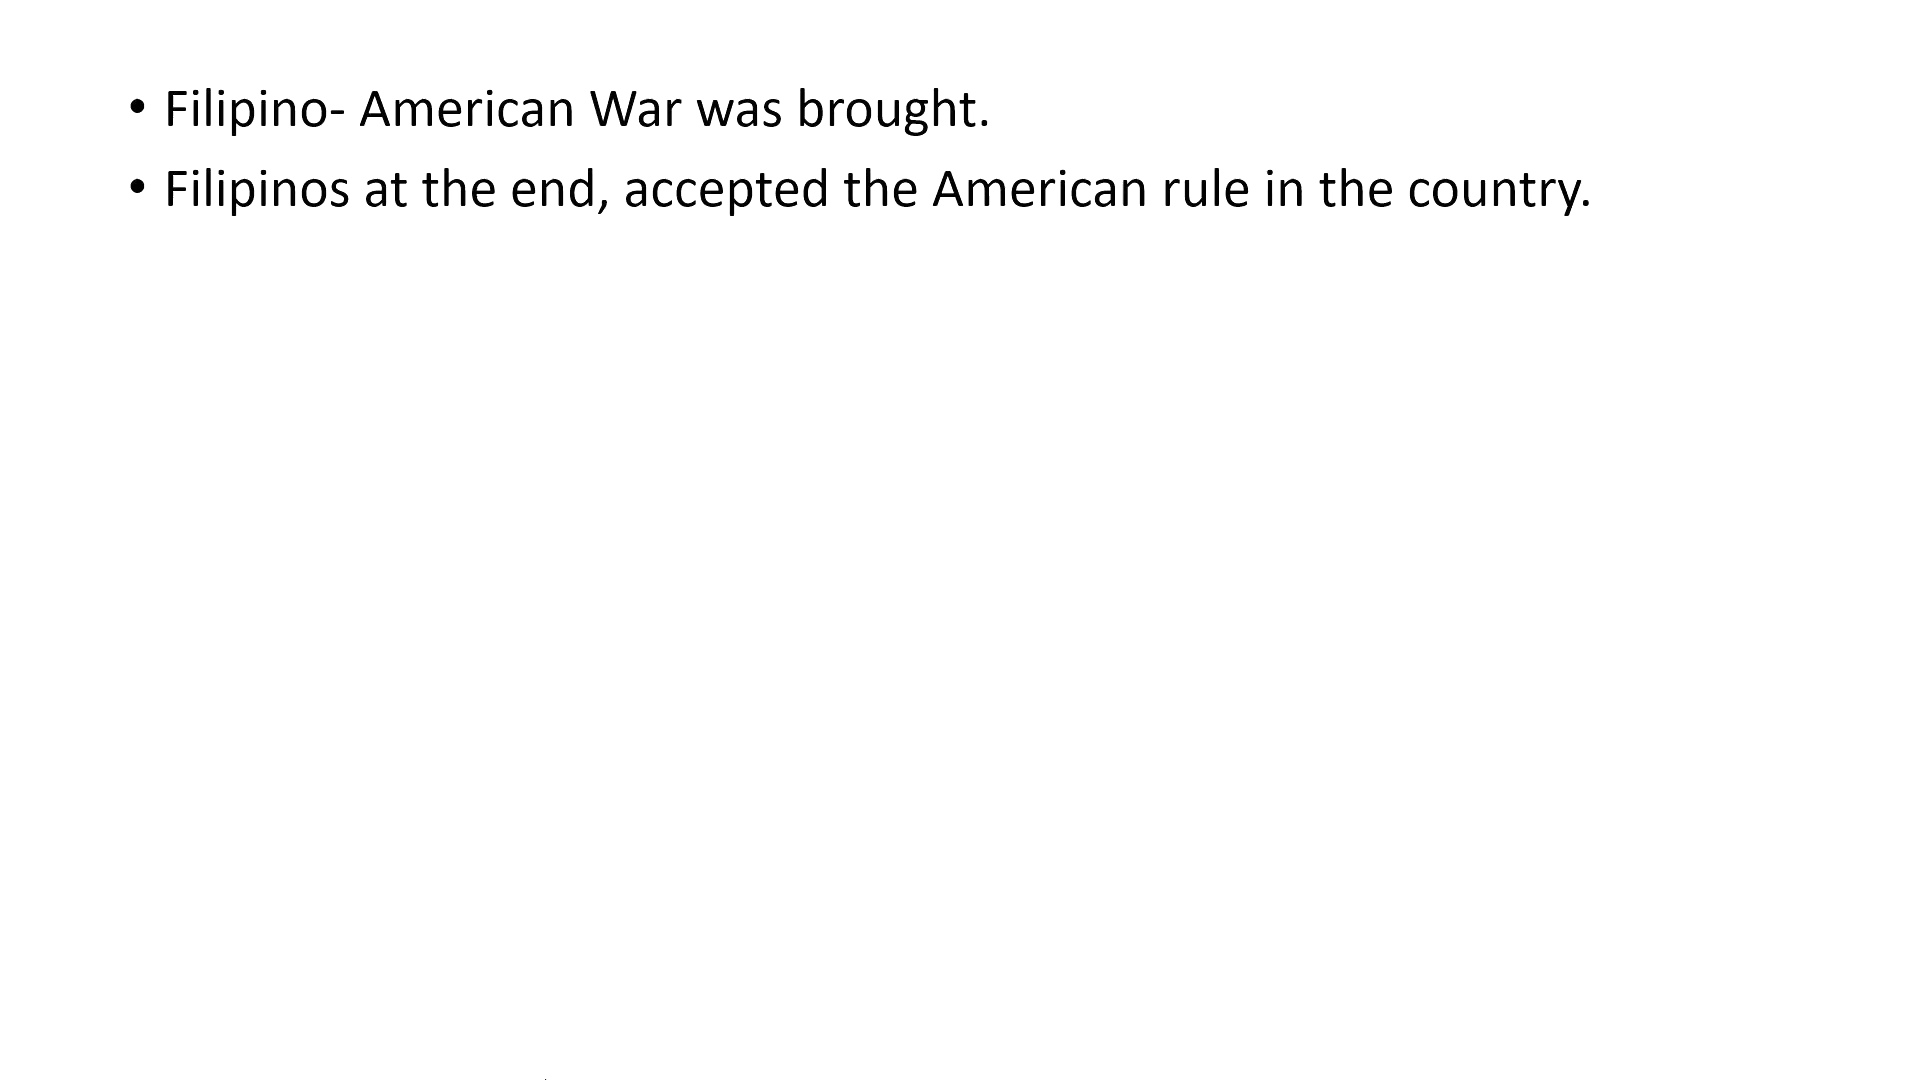 • Filipino- American War was brought.
• Filipinos at the end, accepted the American rule in the country.